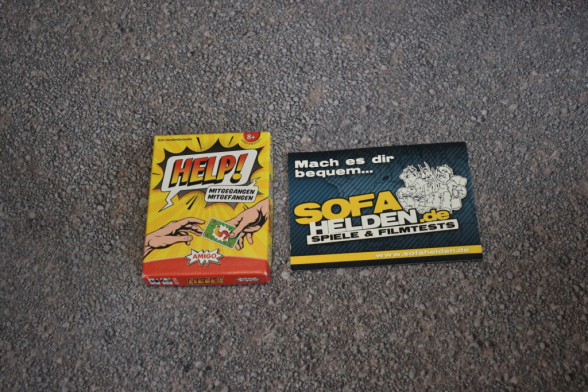 8+
HELP!
MITGEGANGEN
MITGEFANGEN
AMIGO
Mach es dir
bequem...
SOFA
HELDEN.de
SPIELE & FILMTESTS
www.sofahelden.de